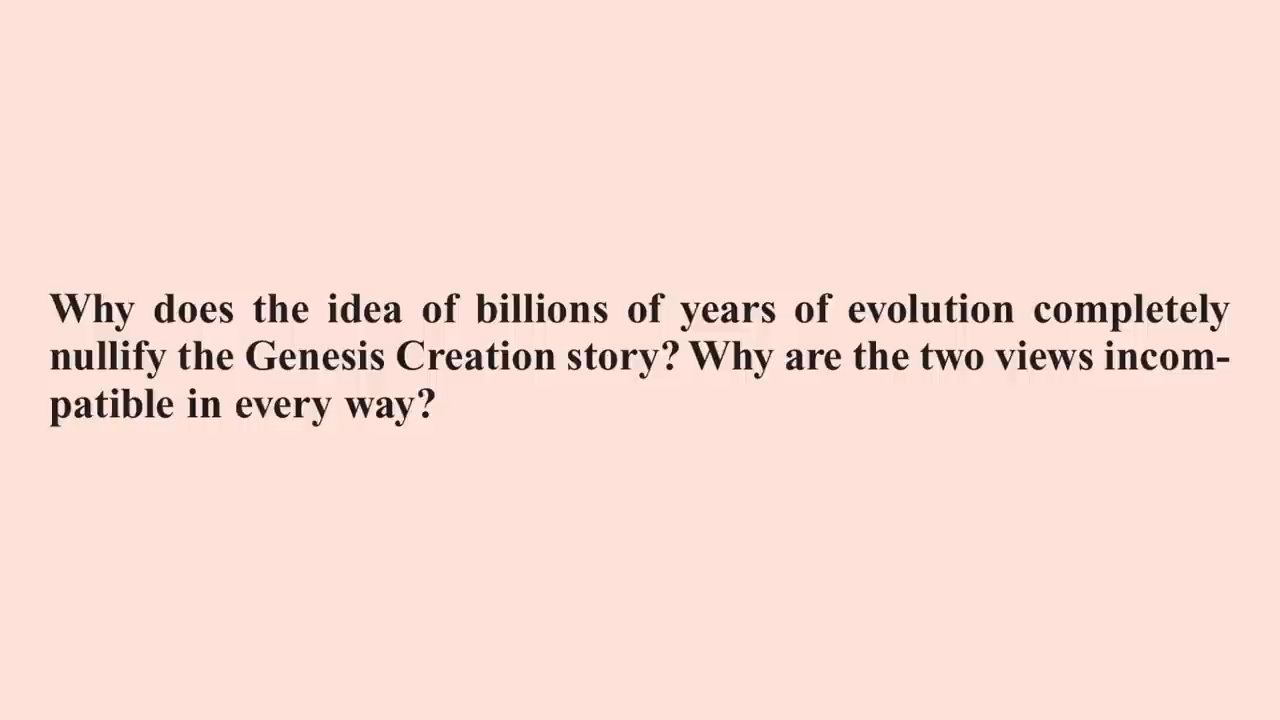 Why does the idea of billions of years of evolution completely
nullify the Genesis Creation story? Why are the two views incom-
patible in every way?